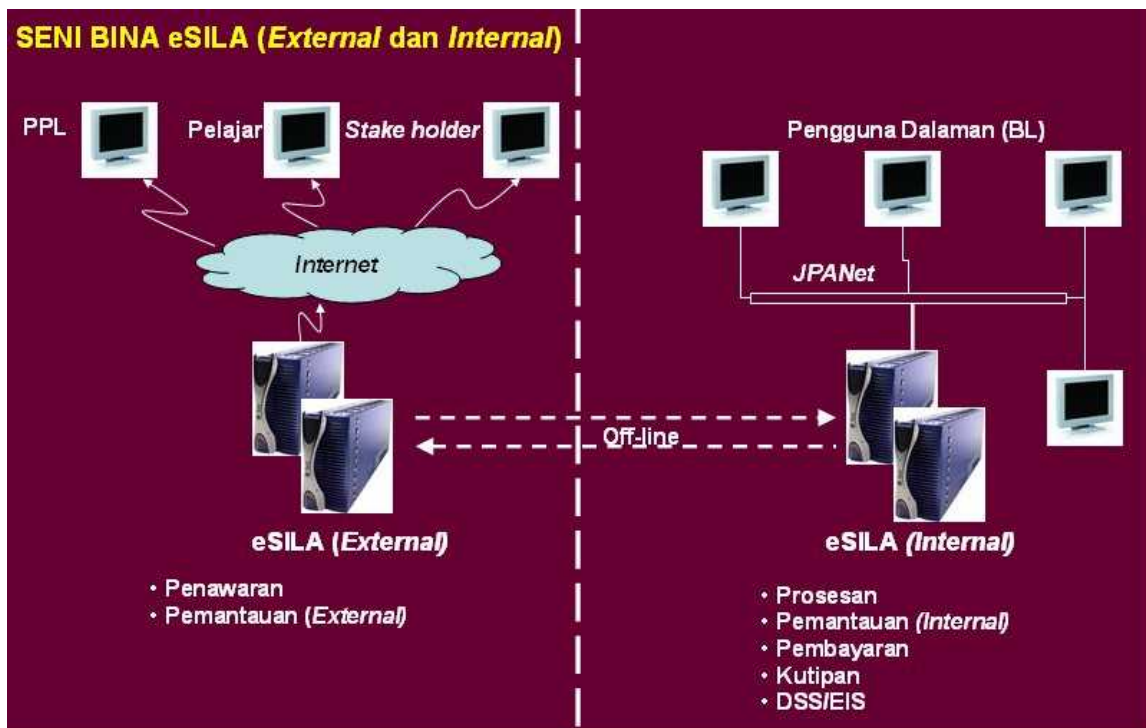 SENI BINA eSILA (External dan Internal)
PPL
Pelajar
Stake holder
Internet
eSILA (External)
• Penawaran
• Pemantauan (External)
Off-line
Pengguna Dalaman (BL)
JPANet
eSILA (Internal)
• Prosesan
• Pemantauan (Internal)
• Pembayaran
• Kutipan
• DSS/EIS